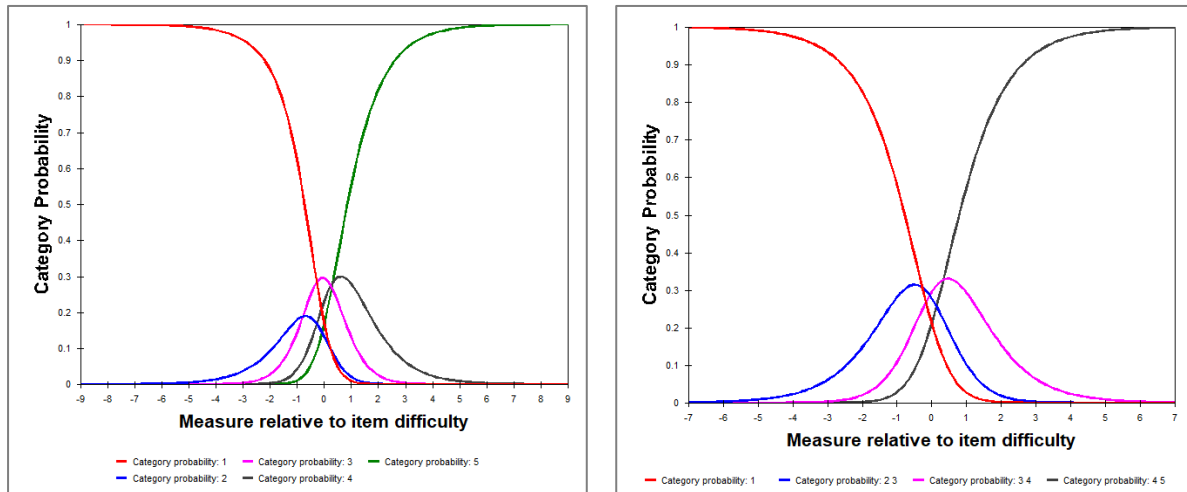 Category Probability
1
0.9
0.8
0.7
0.6
0.5
0.4
0.3
0.2
0.1
0
-9 -8 -7 -6 -5 -4 -3 -2 -1 0 1 2 3 4 5 6 7 8 9
Measure relative to item difficulty
Category probability: 1 Category probability: 3 Category probability: 5
Category probability: 2 Category probability: 4
Category Probability
1
0.9
0.8
0.7
0.6
0.5
0.4
0.3
0.2
0.1
0
-7 -6 -5 -4 -3 -2 -1 0 1 2 3 4 5 6 7
Measure relative to item difficulty
Category probability: 1 Category probability: 2 3 Category probability: 3 4 Category probability: 4 5